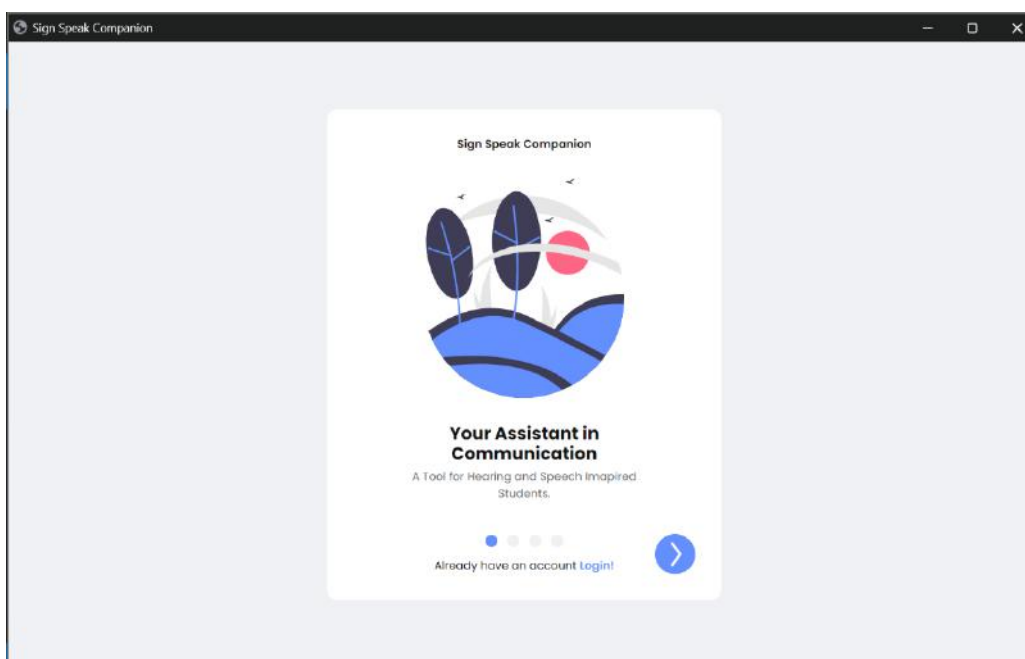 Sign Speak Companion
Sign Speak Companion
Your Assistant in
Communication
A Tool for Hearing and Speech Imapired
Students.
Already have an account Login!